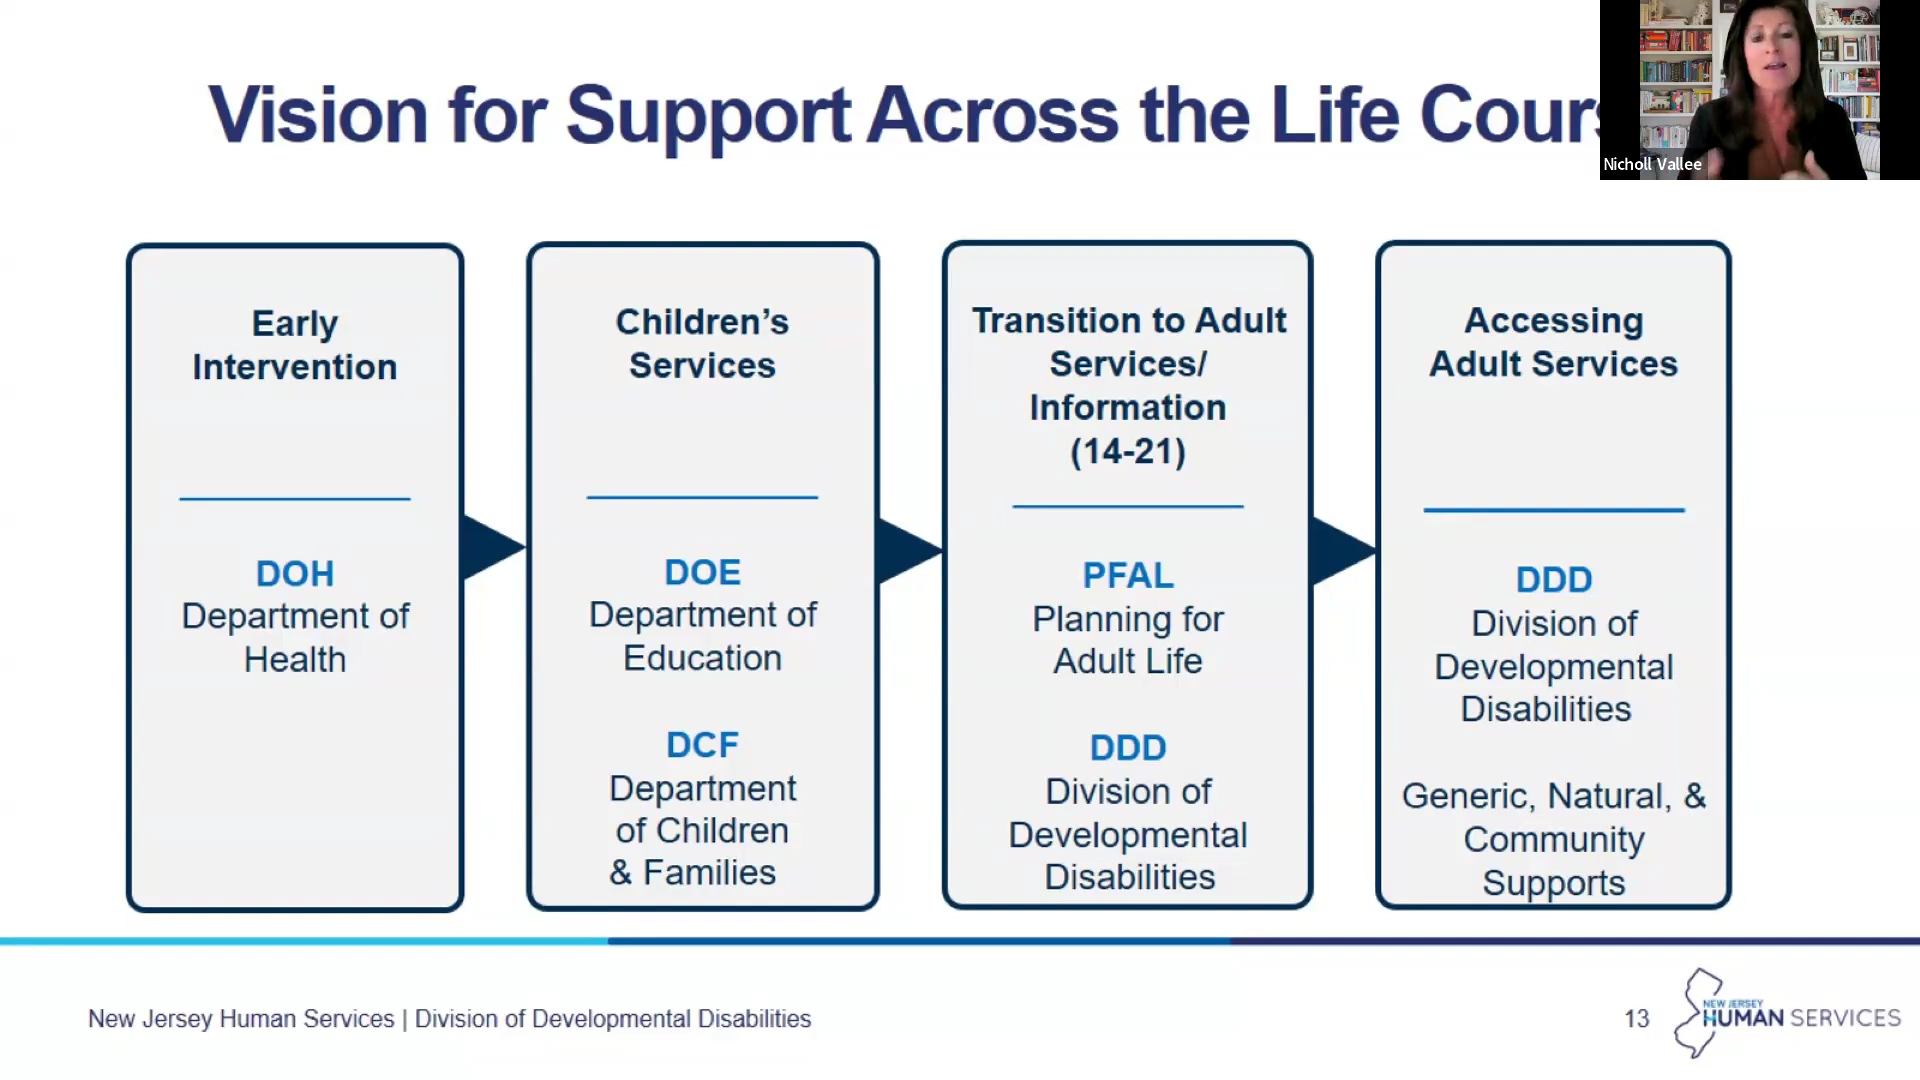 Vision for Support Across the Life Cours
Nicholl Vallee
Early
Intervention
DOH
Department of
Health
Children's
Services
DOE
Department of
Education
DCF
Department
of Children
& Families
Transition to Adult
Services/
Information
(14-21)
PFAL
Planning for
Adult Life
DDD
Division of
Developmental
Disabilities
Accessing
Adult Services
DDD
Division of
Developmental
Disabilities
Generic, Natural, &
Community
Supports
New Jersey Human Services | Division of Developmental Disabilities
13
NEW JERSEY
HUMAN SERVICES